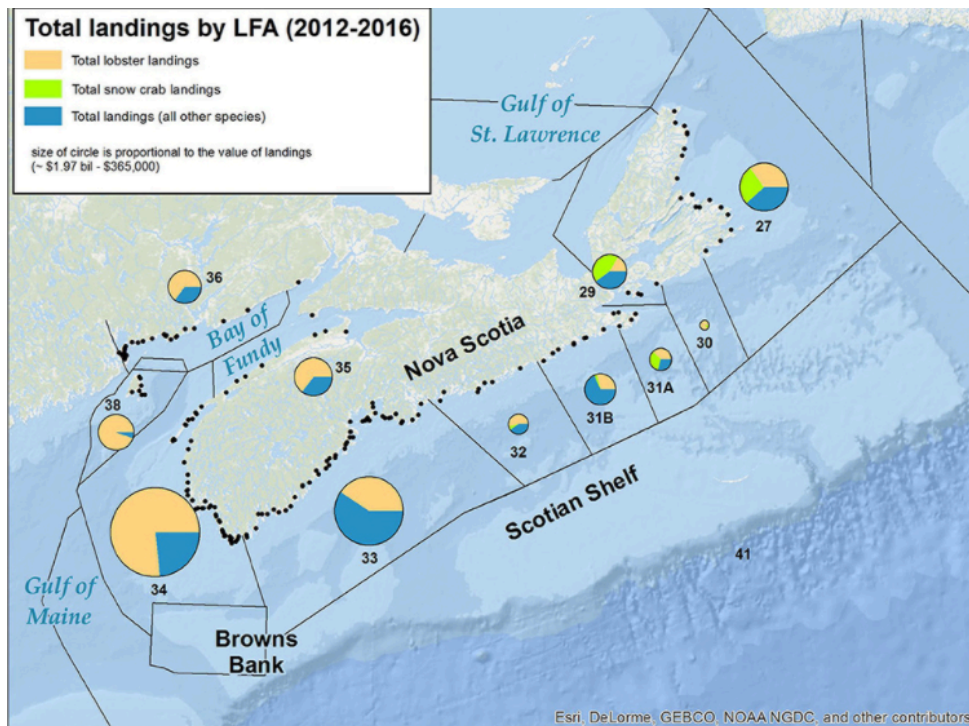 Total landings by LFA (2012-2016)
Total lobster landings
Total snow crab landings
Total landings (all other species)
size of circle is proportional to the value of landings
(~ $1.97 bil - $365,000)
Gulf of
St. Lawrence
27
36
29
Bay of
Fundy
30
Nova Scotia
35
31A
38
31B
32
Scotian Shelf
33
41
34
Gulf of
Maine
Browns
Bank
Esri, DeLorme, GEBCO, NOAA NGDC, and other contributors